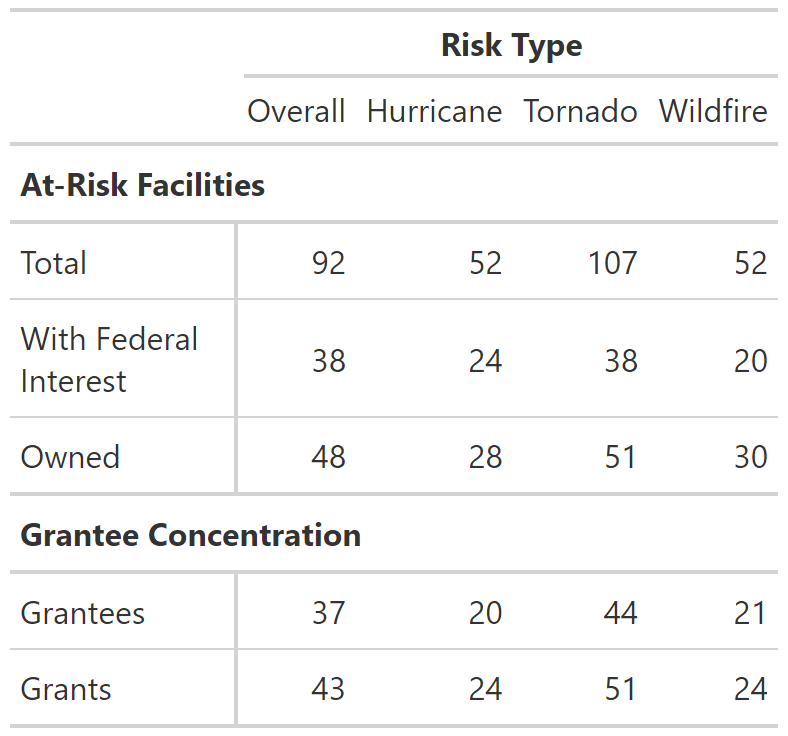 Risk Type
Overall Hurricane Tornado Wildfire
At-Risk Facilities
Total 92 52 107 52
With Federal
Interest 38 24 38 20
Owned 48 28 51 30
Grantee Concentration
Grantees 37 20 44 21
Grants 43 24 51 24